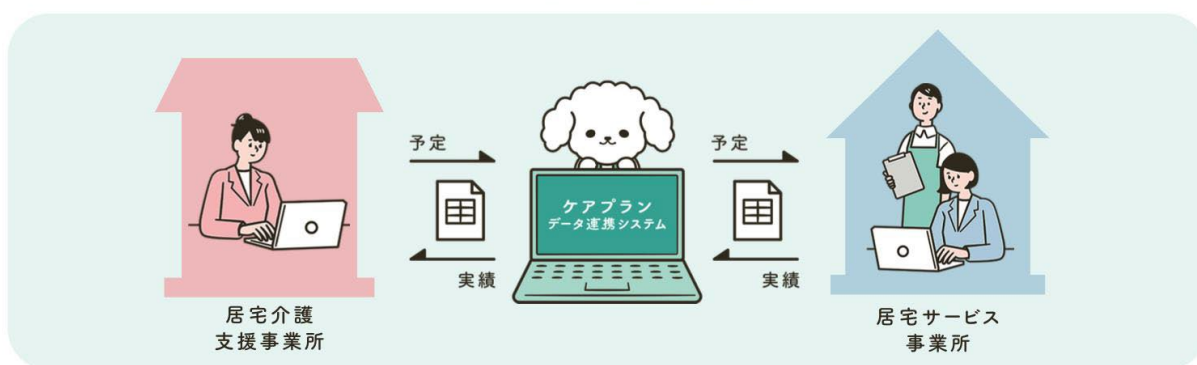 予定
予定
ケアプラン
データ連携システム
実績
実績
居宅介護
支援事業所
居宅サービス
事業所